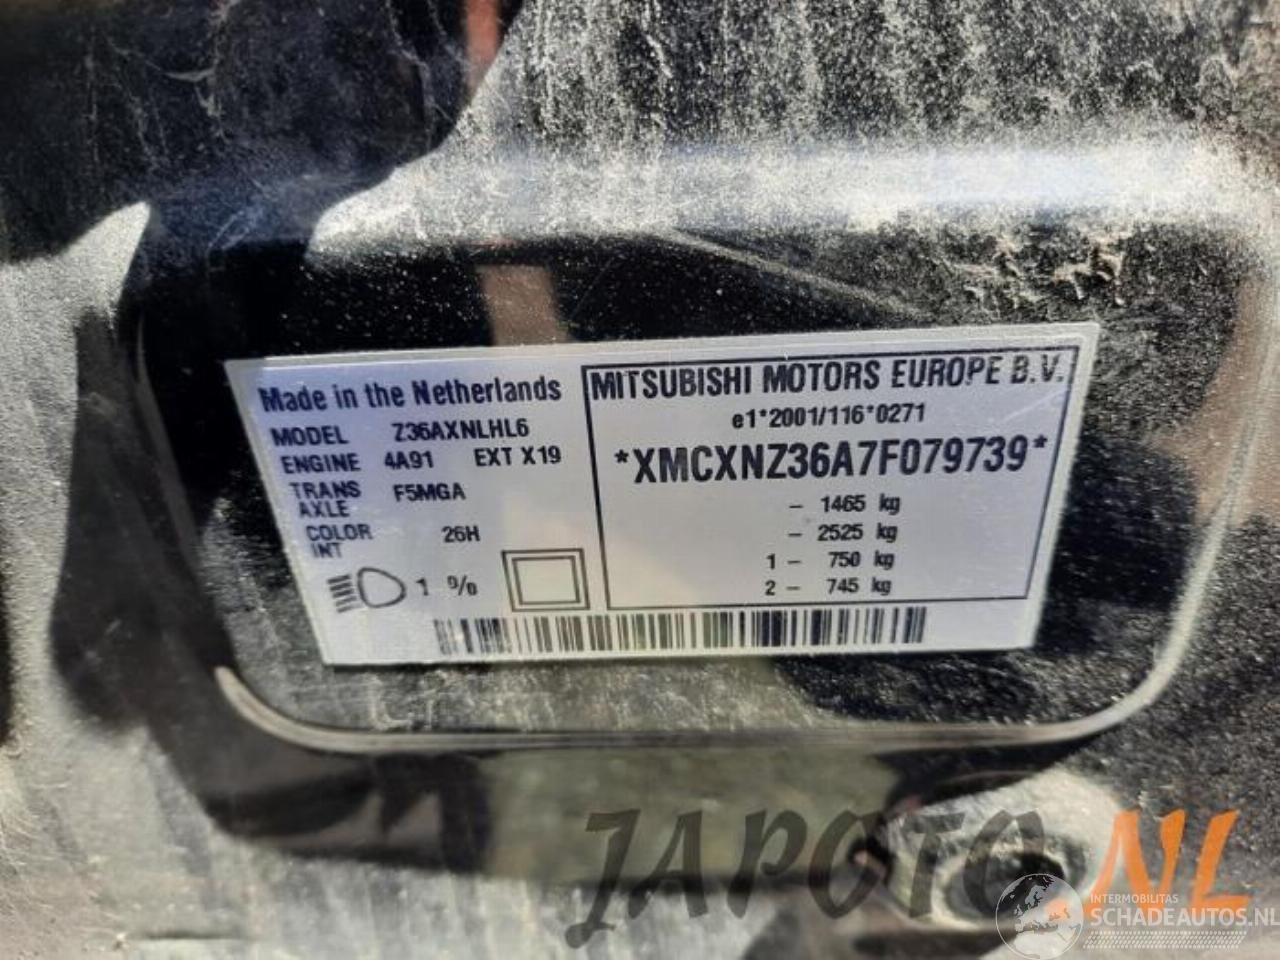 Made in the Netherlands
MODEL Z36AXNLHL6
ENGINE 4A91 EXT X19
TRANS
AXLE F5MGA
COLOR
INT 26H
1 %
MITSUBISHI MOTORS EUROPE B.V.
e1*2001/116*0271
*XMCXNZ36A7F079739*
- 1465 kg
- 2525 kg
1 - 750 kg
2 - 745 kg
JAPOTO.NL
INTERMOBILITAS
SCHADEAUTOS.NL